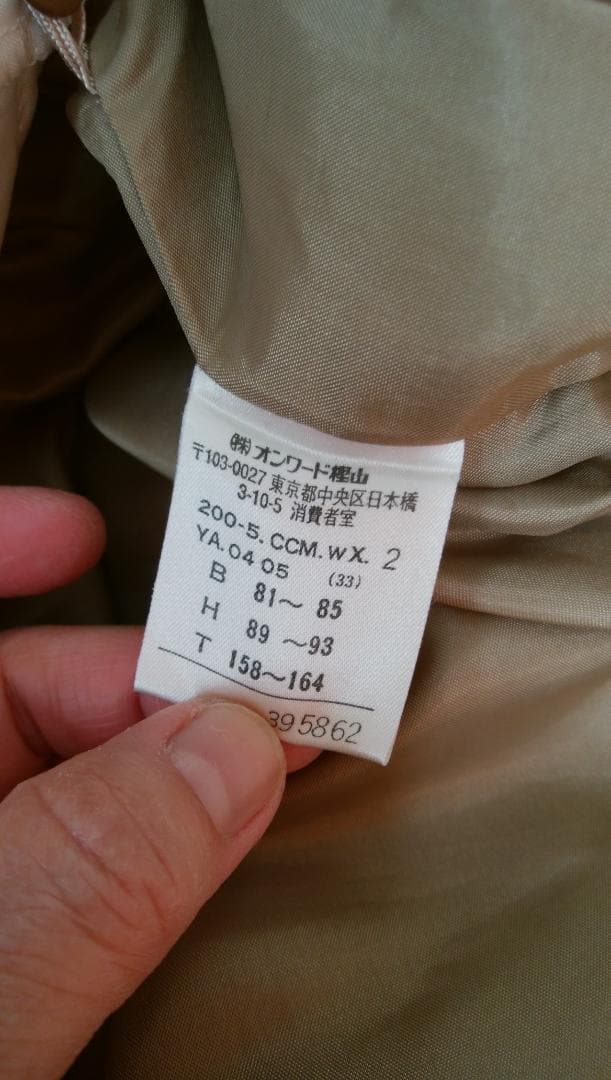 ㈱オンワード樫山
〒103-0027 東京都中央区日本橋
3-10-5 消費者室
200-5.CCM.WX. 2
YA.04 05 (33)
B 81～ 85
H 89 ～93
T 158～164
395862